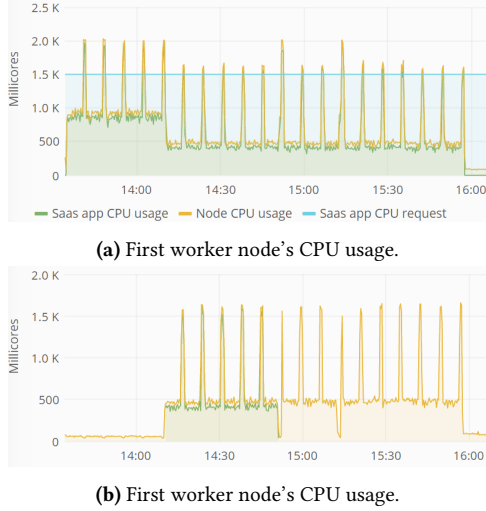 2.5 K
2.0 K
1.5 K
1.0 K
500
0
Millicores
14:00 14:30 15:00 15:30 16:00
Saas app CPU usage Node CPU usage Saas app CPU request
(a) First worker node's CPU usage.
2.0 K
1.5 K
1.0 K
500
0
Millicores
14:00 14:30 15:00 15:30 16:00
(b) First worker node's CPU usage.